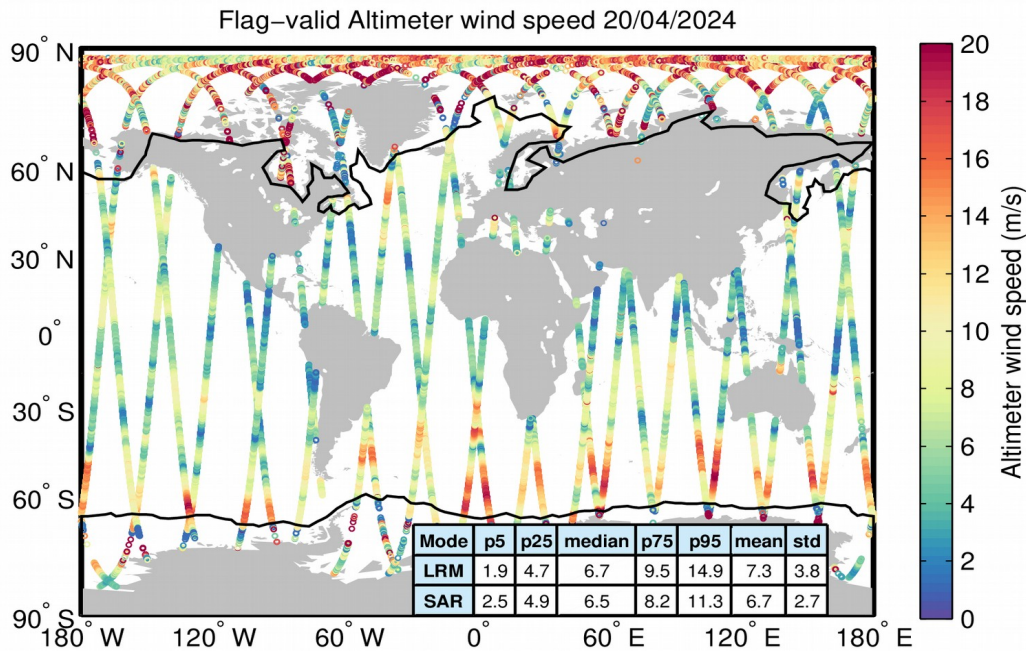 Flag−valid Altimeter wind speed 20/04/2024
90° N
60° N
30° N
0°
30° S
60° S
90° S
180° W
120° W
60° W
0°
60° E
120° E
180° E
Mode p5 p25 median p75 p95 mean std
LRM 1.9 4.7 6.7 9.5 14.9 7.3 3.8
SAR 2.5 4.9 6.5 8.2 11.3 6.7 2.7
20
18
16
14
12
10
8
6
4
2
0
Altimeter wind speed (m/s)